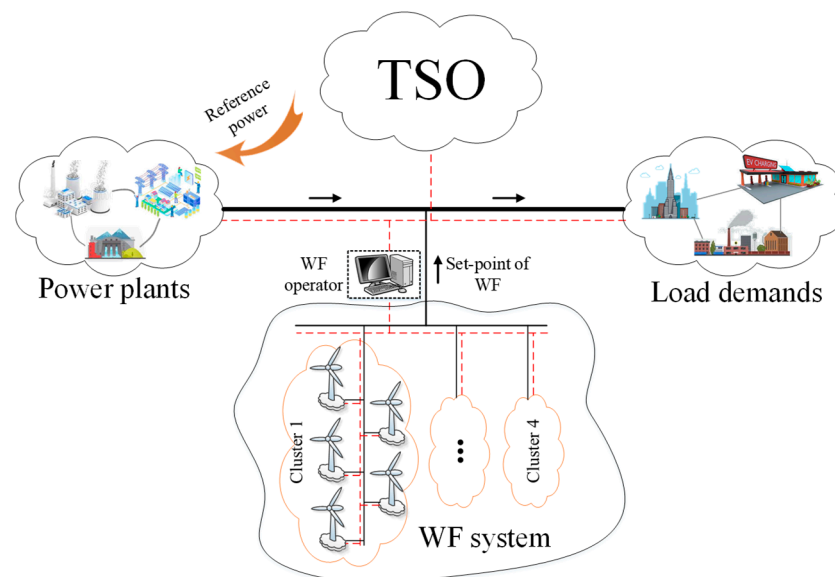 TSO
Reference
power
EV CHARGING
Power plants
WF
operator
Set-point of
WF
Load demands
Cluster 1
...
Cluster 4
WF system